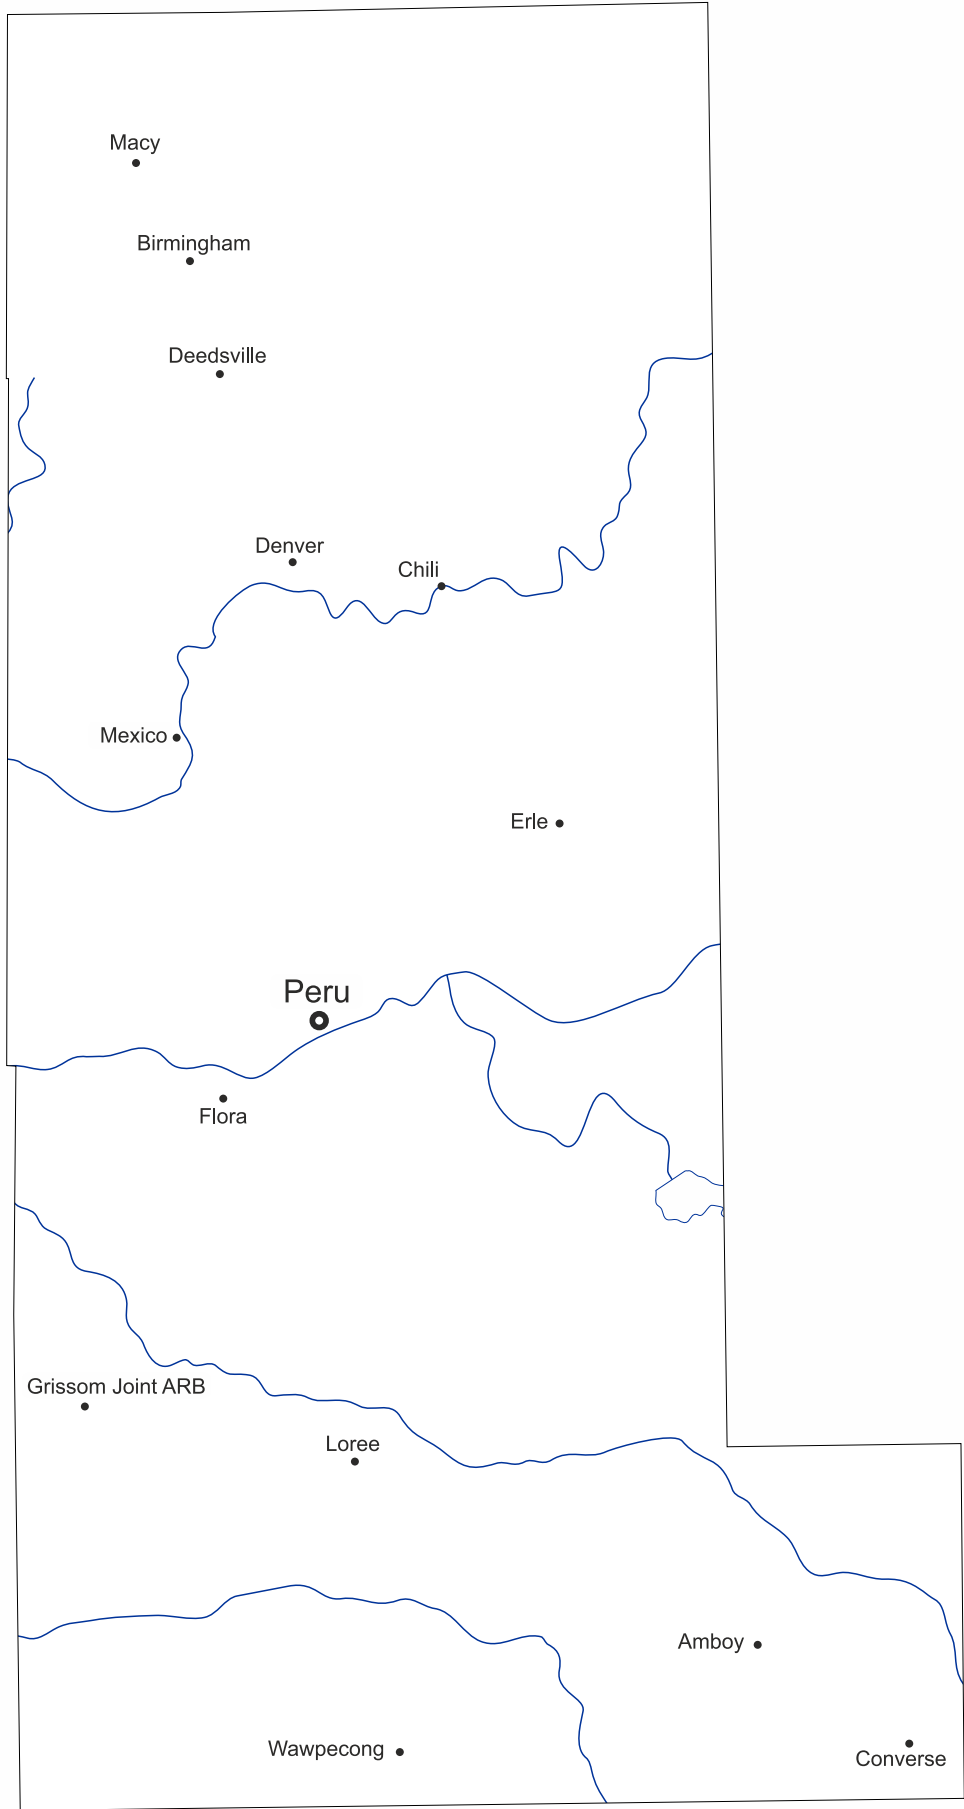 Macy
Birmingham
Deedsville
Denver
Chili
Mexico
Erle
Peru
Flora
Grissom Joint ARB
Loree
Amboy
Wawpecong
Converse